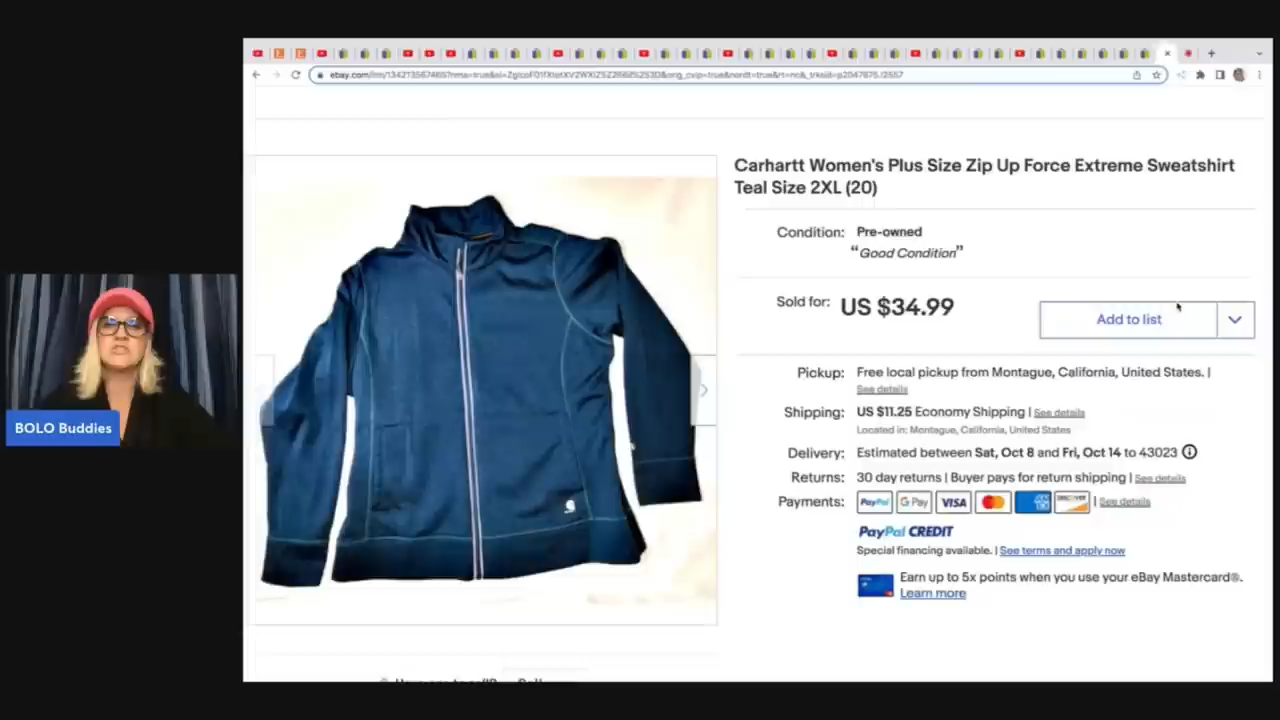 Carhartt Women's Plus Size Zip Up Force Extreme Sweatshirt
Teal Size 2XL (20)
Condition: Pre-owned
“Good Condition”
Sold for: US $34.99
Add to list
Pickup: Free local pickup from Montague, California, United States. |
See details
Shipping: US $11.25 Economy Shipping | See details
Located in: Montague, California, United States
Delivery: Estimated between Sat, Oct 8 and Fri, Oct 14 to 43023
Returns: 30 day returns | Buyer pays for return shipping | See details
Payments: PayPal G Pay VISA DISCOVER | See details
PayPal CREDIT
Special financing available. | See terms and apply now
Earn up to 5x points when you use your eBay Mastercard®.
Learn more
BOLO Buddies